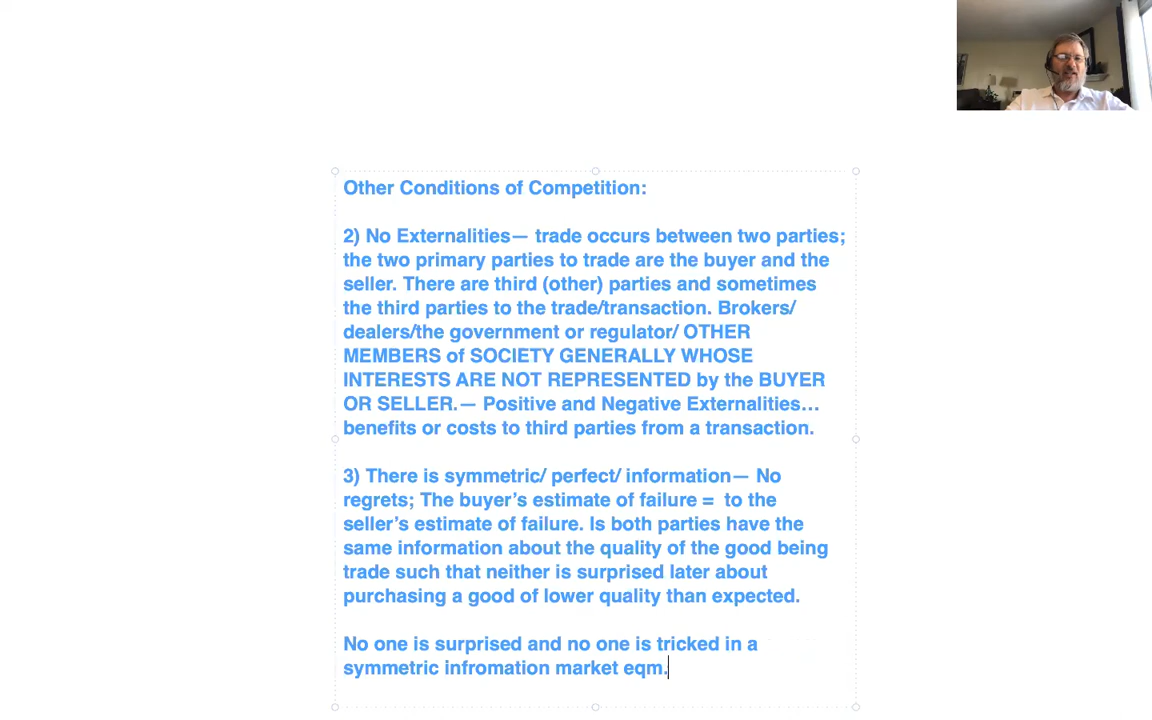 Other Conditions of Competition:
2) No Externalities— trade occurs between two parties;
the two primary parties to trade are the buyer and the
seller. There are third (other) parties and sometimes
the third parties to the trade/transaction. Brokers/
dealers/the government or regulator/ OTHER
MEMBERS of SOCIETY GENERALLY WHOSE
INTERESTS ARE NOT REPRESENTED by the BUYER
OR SELLER.— Positive and Negative Externalities…
benefits or costs to third parties from a transaction.
3) There is symmetric/ perfect/ information— No
regrets; The buyer’s estimate of failure =  to the
seller’s estimate of failure. Is both parties have the
same information about the quality of the good being
trade such that neither is surprised later about
purchasing a good of lower quality than expected.
No one is surprised and no one is tricked in a
symmetric infromation market eqm.